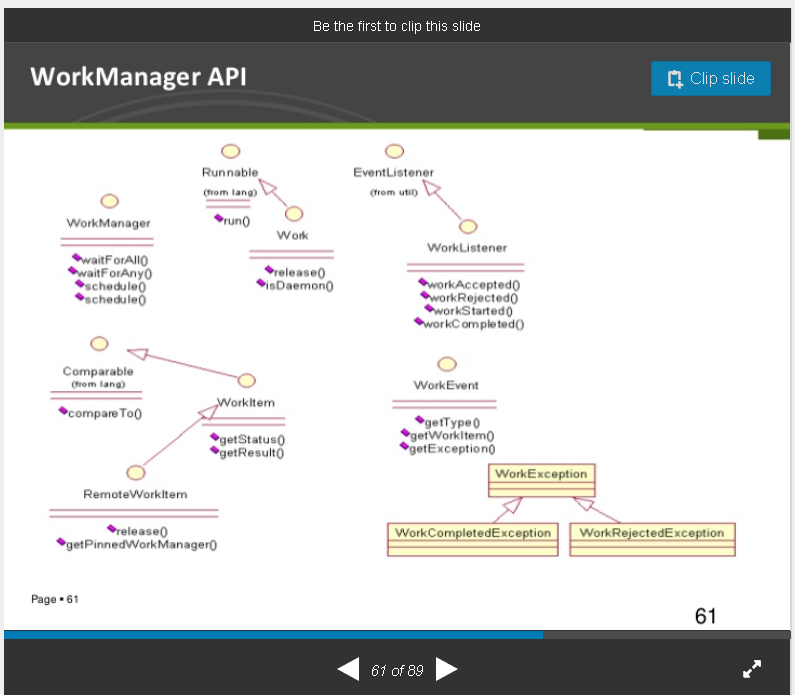 Be the first to clip this slide
WorkManager API
Clip slide
Runnable
(from lang)
run()
EventListener
(from util)
WorkManager
waitForAll()
waitForAny()
schedule()
schedule()
Work
release()
isDaemon()
WorkListener
workAccepted()
workRejected()
workStarted()
workCompleted()
Comparable
(from lang)
compareTo()
WorkItem
getStatus()
getResult()
WorkEvent
getType()
getWorkItem()
getException()
RemoteWorkItem
release()
getPinnedWorkManager()
WorkException
WorkCompletedException
WorkRejectedException
Page • 61
61
61 of 89